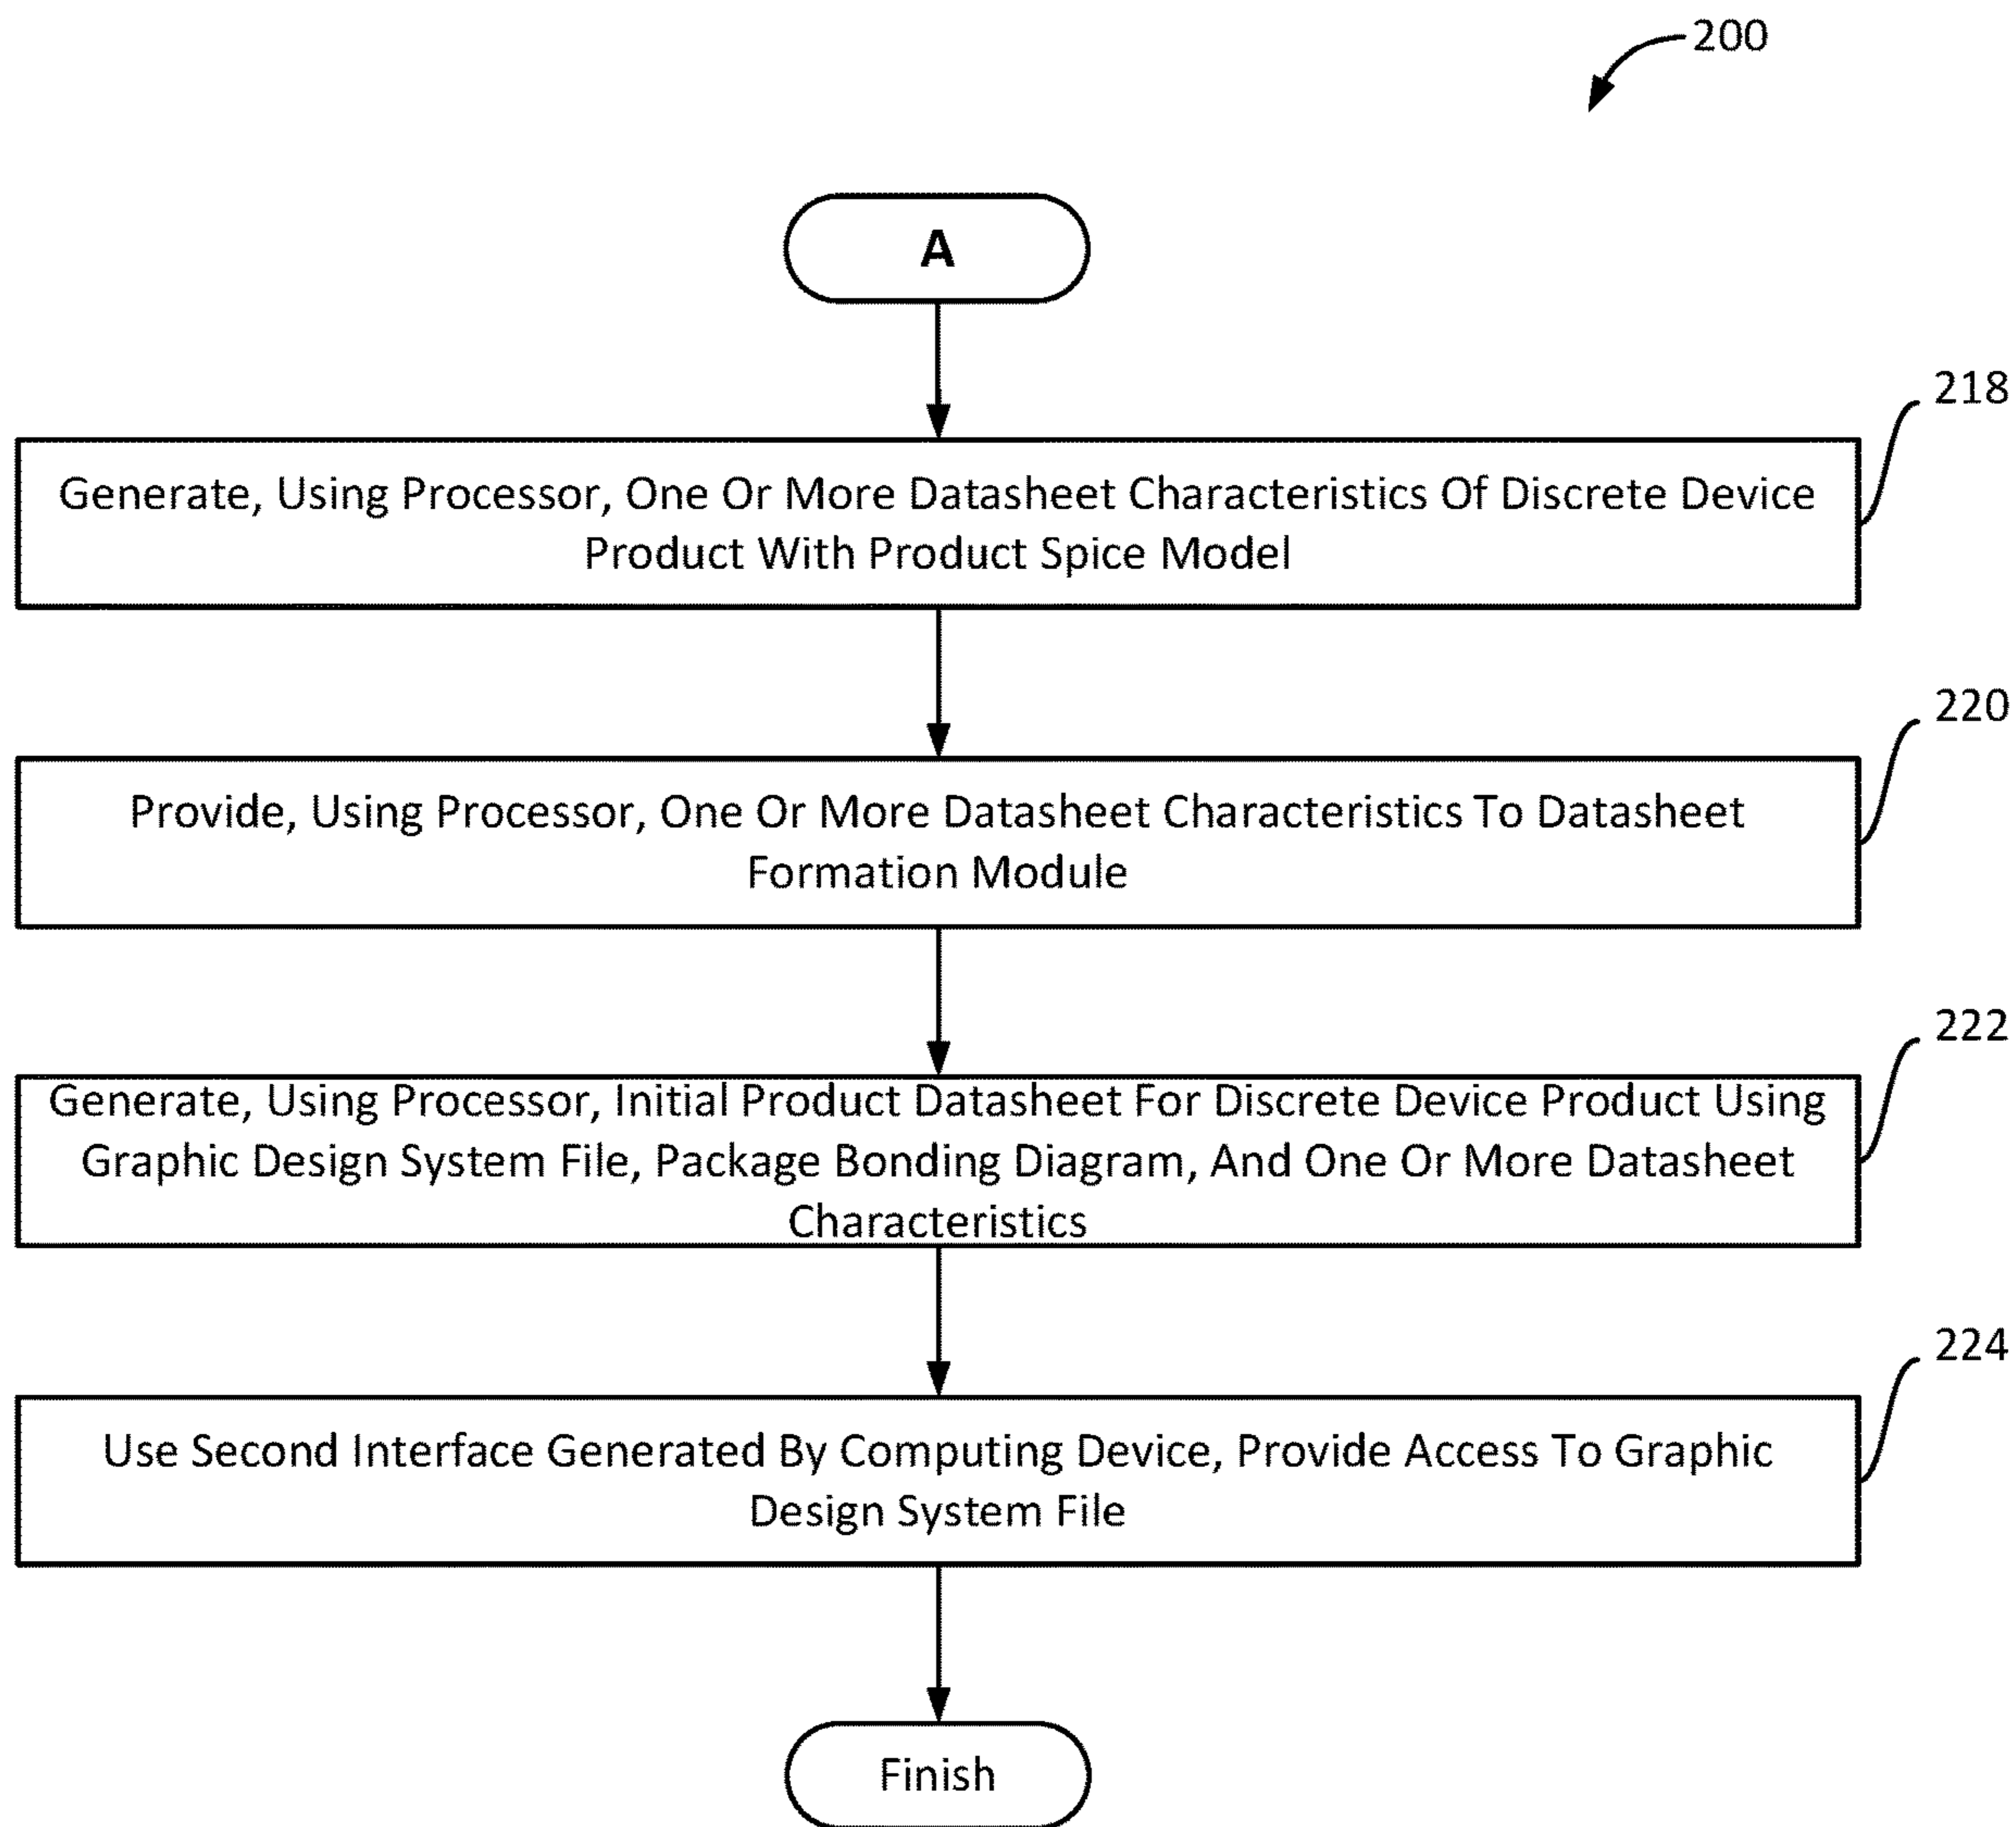 200
A
218
Generate, Using Processor, One Or More Datasheet Characteristics Of Discrete Device
Product With Product Spice Model
220
Provide, Using Processor, One Or More Datasheet Characteristics To Datasheet
Formation Module
222
Generate, Using Processor, Initial Product Datasheet For Discrete Device Product Using
Graphic Design System File, Package Bonding Diagram, And One Or More Datasheet
Characteristics
224
Use Second Interface Generated By Computing Device, Provide Access To Graphic
Design System File
Finish